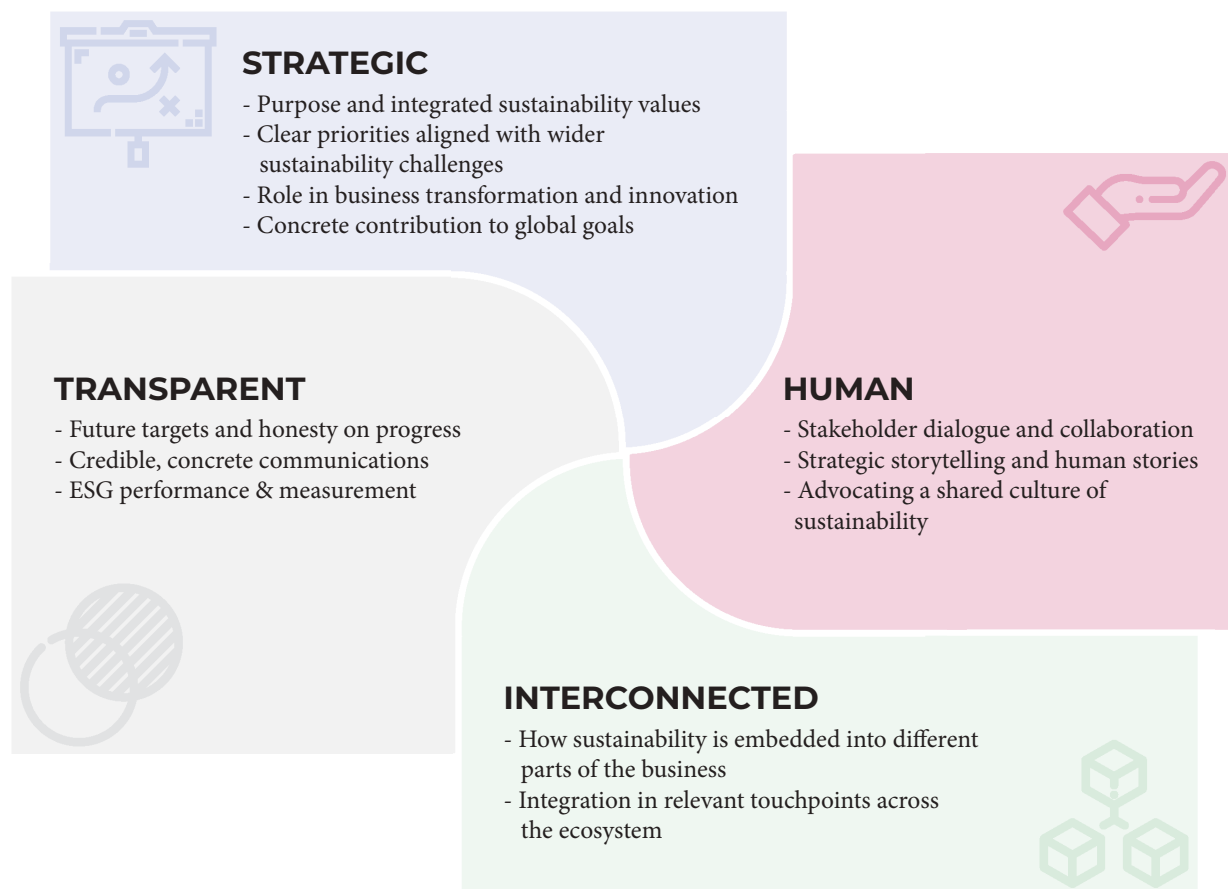 STRATEGIC
- Purpose and integrated sustainability values
- Clear priorities aligned with wider
sustainability challenges
- Role in business transformation and innovation
- Concrete contribution to global goals
TRANSPARENT
- Future targets and honesty on progress
- Credible, concrete communications
- ESG performance & measurement
HUMAN
- Stakeholder dialogue and collaboration
- Strategic storytelling and human stories
- Advocating a shared culture of
sustainability
INTERCONNECTED
- How sustainability is embedded into different
parts of the business
- Integration in relevant touchpoints across
the ecosystem